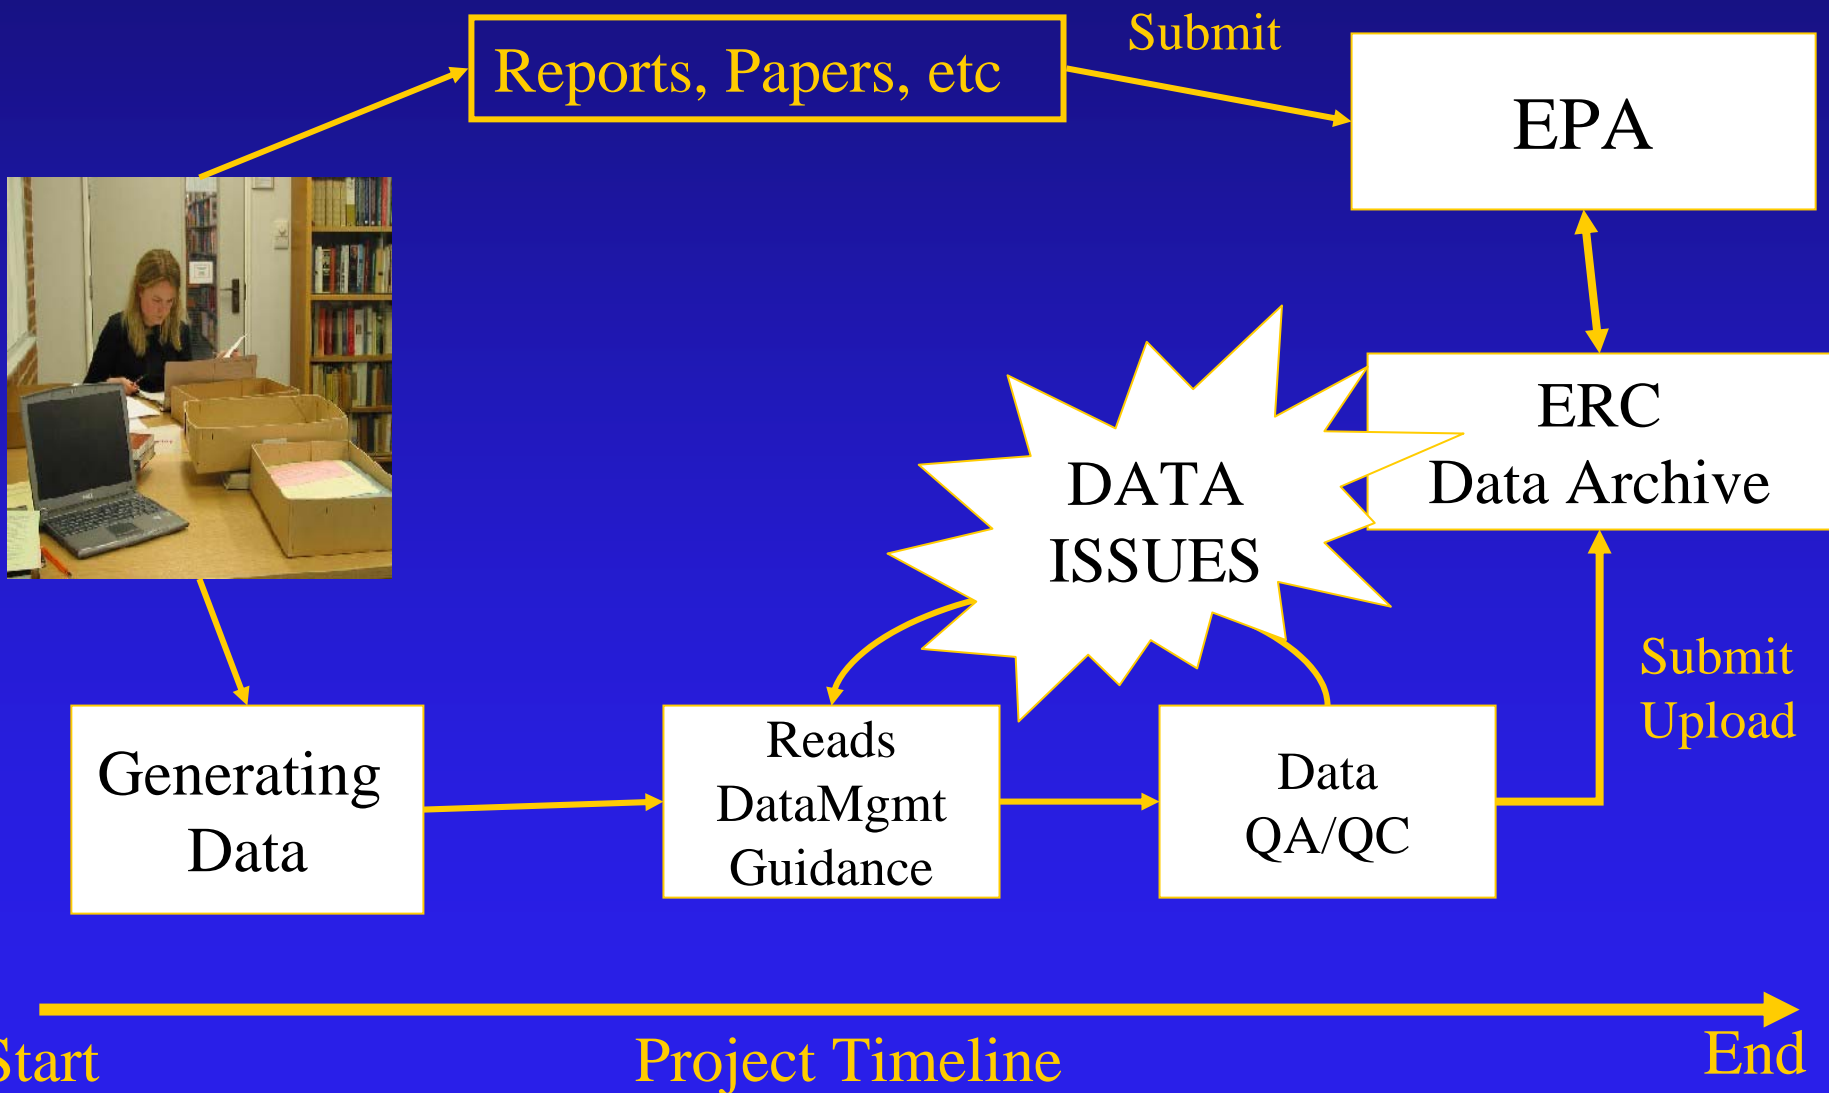 Submit
Reports, Papers, etc
EPA
ERC
Data Archive
DATA
ISSUES
Submit
Upload
Generating
Data
Reads
DataMgmt
Guidance
Data
QA/QC
Start
Project Timeline
End